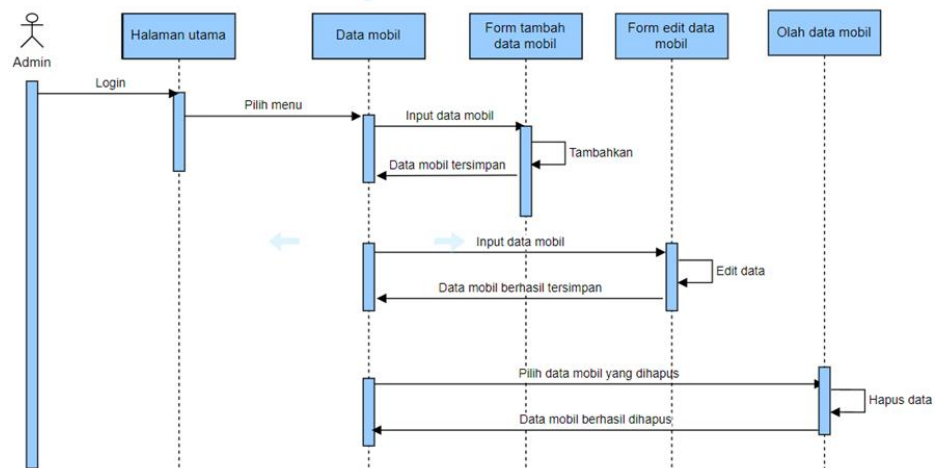 Admin
Halaman utama
Data mobil
Form tambah
data mobil
Form edit data
mobil
Olah data mobil
Login
Pilih menu
Input data mobil
Tambahkan
Data mobil tersimpan
Input data mobil
Edit data
Data mobil berhasil tersimpan
Pilih data mobil yang dihapus
Hapus data
Data mobil berhasil dihapus